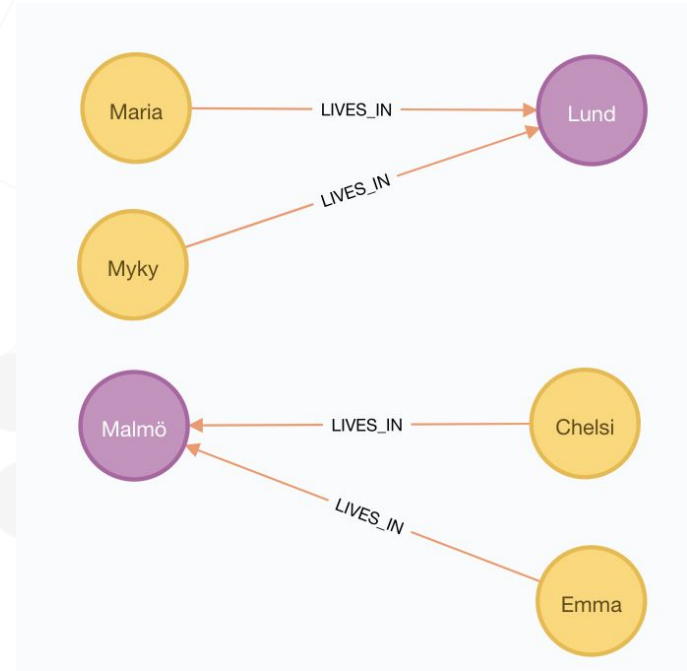 Maria
LIVES_IN
Lund
LIVES_IN
Myky
Malmö
LIVES_IN
Chelsi
LIVES_IN
Emma